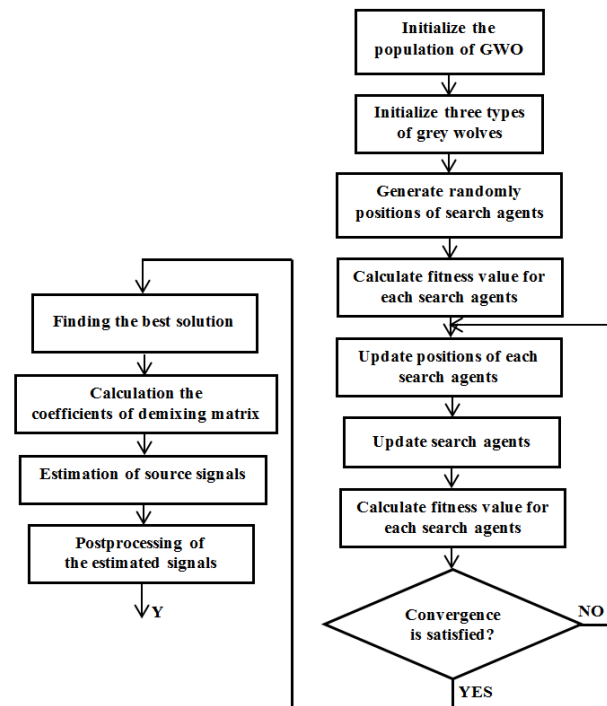 Initialize the
population of GWO
Initialize three types
of grey wolves
Generate randomly
positions of search agents
Calculate fitness value for
each search agents
Update positions of each
search agents
Update search agents
Calculate fitness value for
each search agents
Convergence
is satisfied?
NO
YES
Finding the best solution
Calculation the
coefficients of demixing matrix
Estimation of source signals
Postprocessing of
the estimated signals
Y